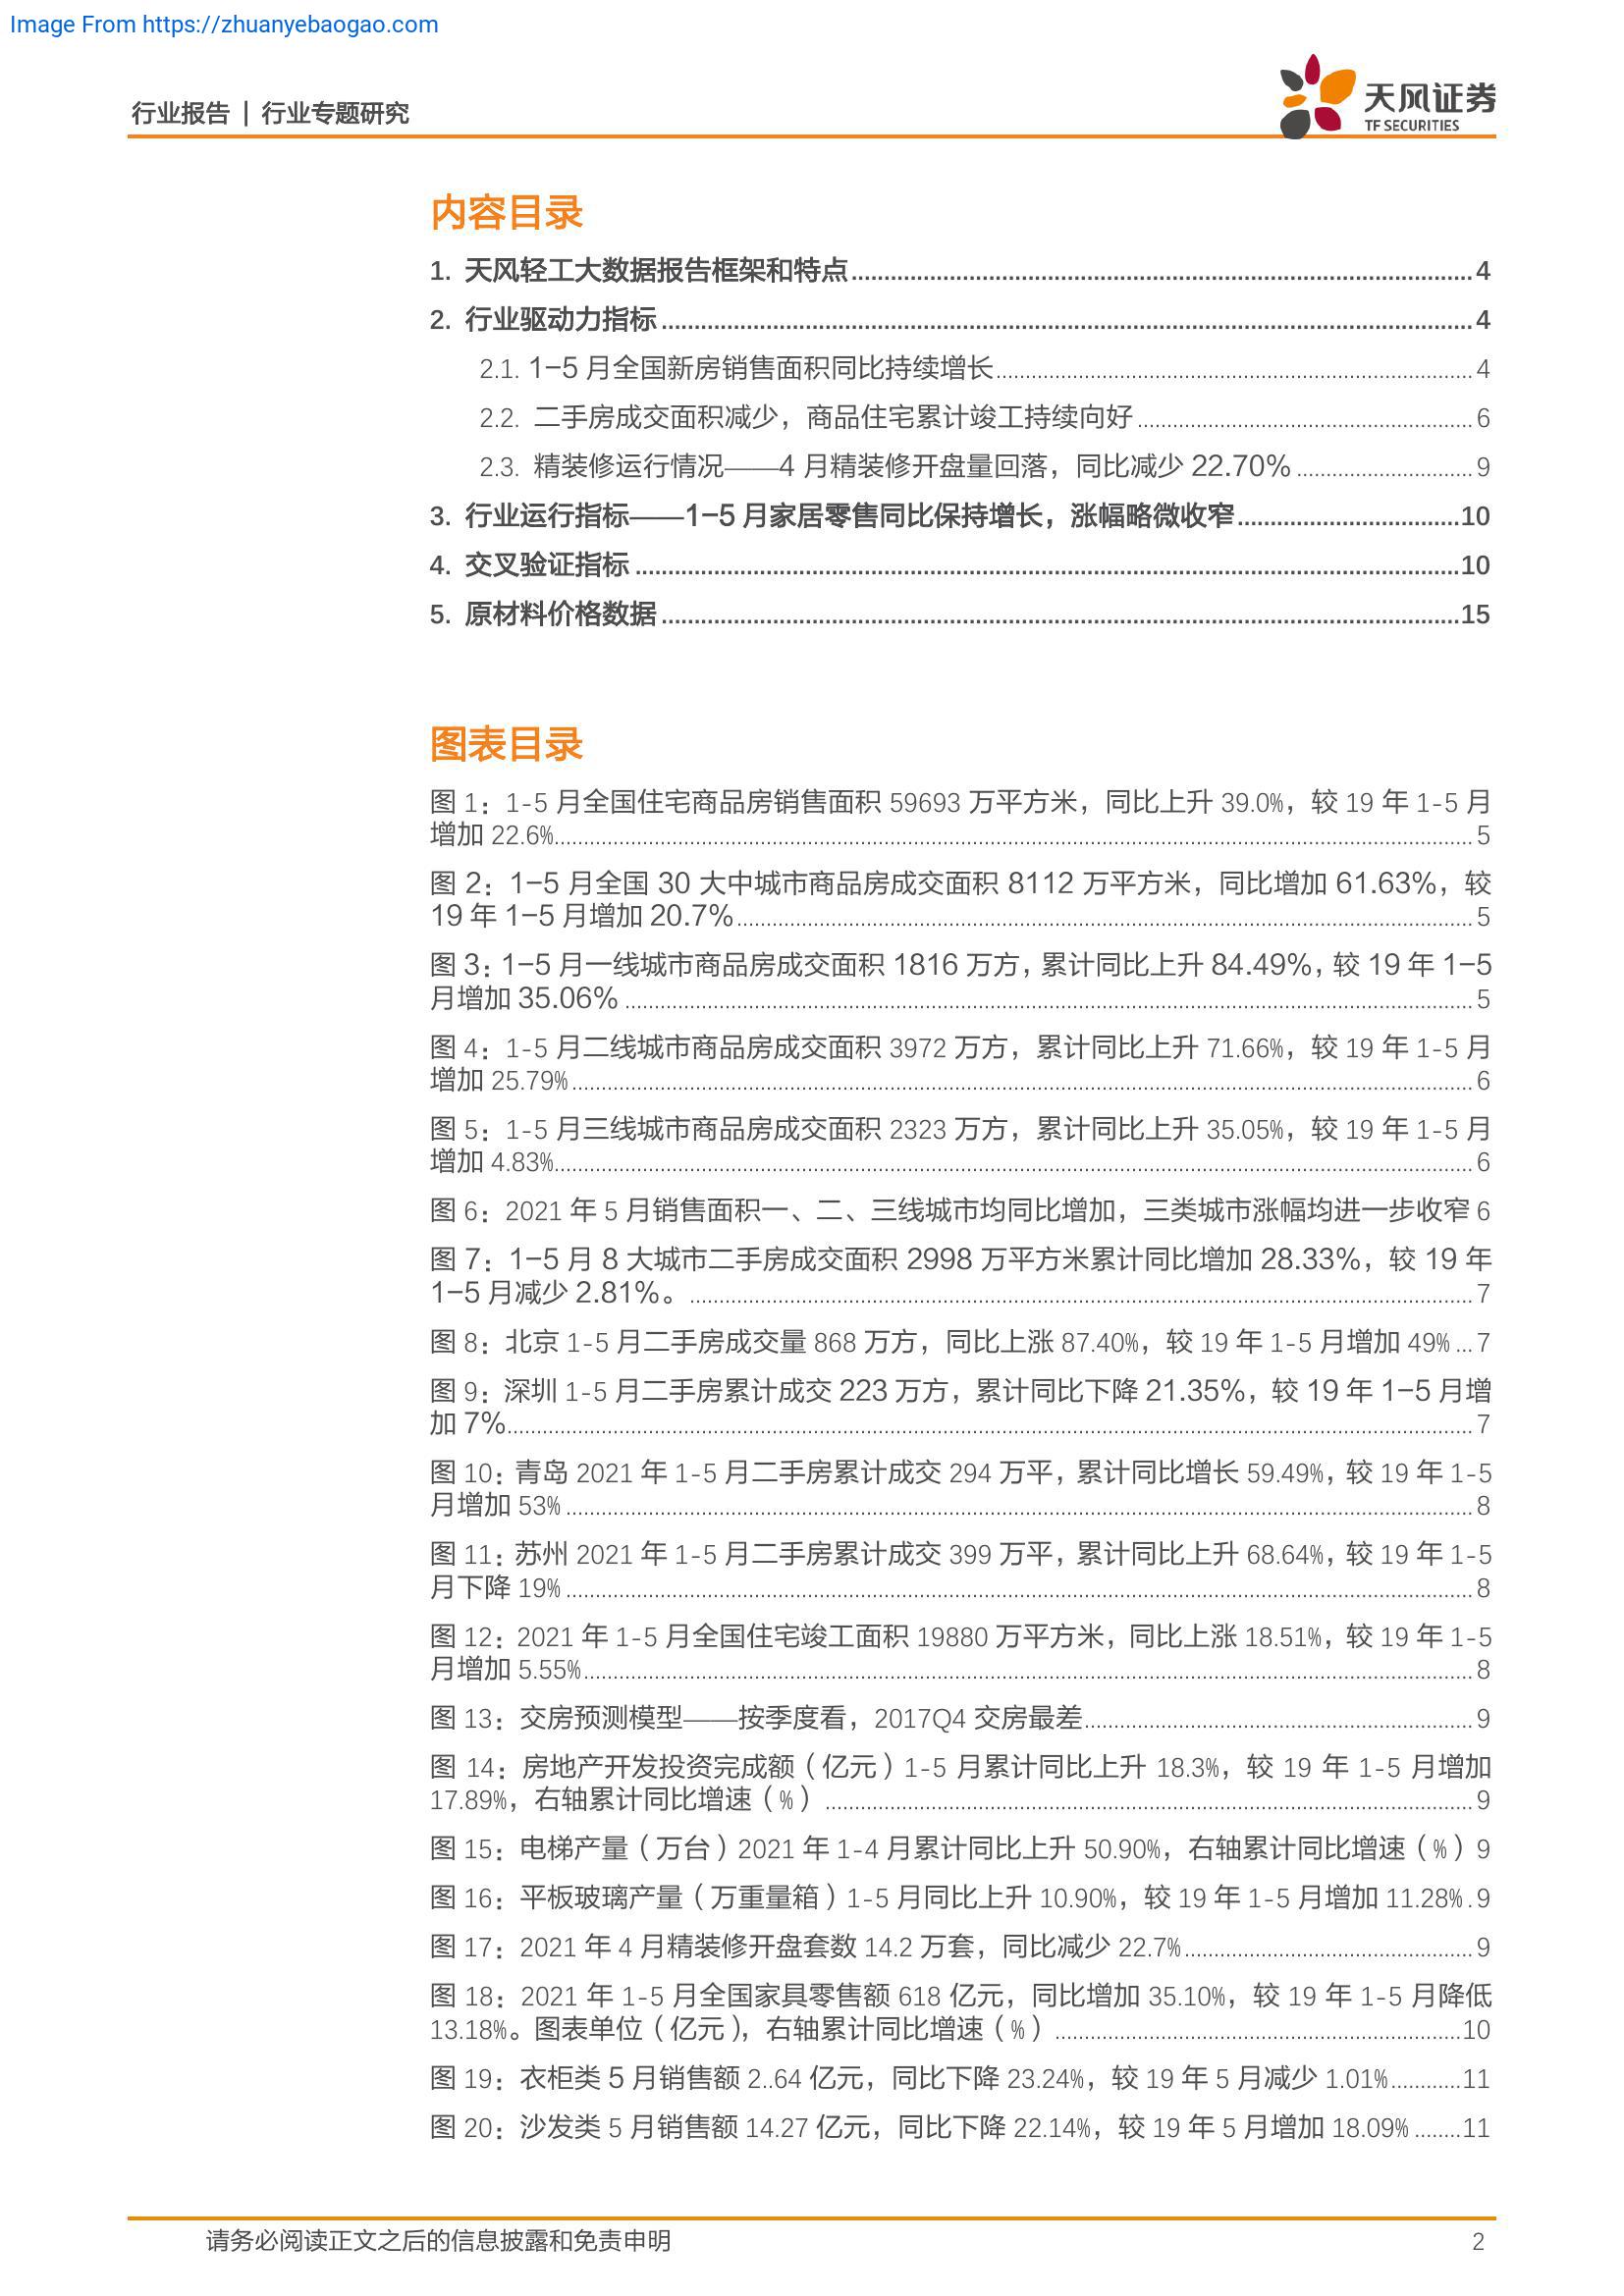 Image From https://zhuanyebaogao.com
行业报告 | 行业专题研究
天风证券
TF SECURITIES
内容目录
1. 天风轻工大数据报告框架和特点 4
2. 行业驱动力指标 4
2.1. 1-5 月全国新房销售面积同比持续增长 4
2.2. 二手房成交面积减少，商品住宅累计竣工持续向好 6
2.3. 精装修运行情况——4 月精装修开盘量回落，同比减少 22.70% 9
3. 行业运行指标——1-5 月家居零售同比保持增长，涨幅略微收窄 10
4. 交叉验证指标 10
5. 原材料价格数据 15
图表目录
图 1：1-5 月全国住宅商品房销售面积 59693 万平方米，同比上升 39.0%，较 19 年 1-5 月
增加 22.6% 5
图 2：1-5 月全国 30 大中城市商品房成交面积 8112 万平方米，同比增加 61.63%，较
19 年 1-5 月增加 20.7% 5
图 3：1-5 月一线城市商品房成交面积 1816 万方，累计同比上升 84.49%，较 19 年 1-5
月增加 35.06% 5
图 4：1-5 月二线城市商品房成交面积 3972 万方，累计同比上升 71.66%，较 19 年 1-5 月
增加 25.79% 6
图 5：1-5 月三线城市商品房成交面积 2323 万方，累计同比上升 35.05%，较 19 年 1-5 月
增加 4.83% 6
图 6：2021 年 5 月销售面积一、二、三线城市均同比增加，三类城市涨幅均进一步收窄 6
图 7：1-5 月 8 大城市二手房成交面积 2998 万平方米累计同比增加 28.33%，较 19 年
1-5 月减少 2.81%。 7
图 8：北京 1-5 月二手房成交量 868 万方，同比上涨 87.40%，较 19 年 1-5 月增加 49% 7
图 9：深圳 1-5 月二手房累计成交 223 万方，累计同比下降 21.35%，较 19 年 1-5 月增
加 7% 7
图 10：青岛 2021 年 1-5 月二手房累计成交 294 万平，累计同比增长 59.49%，较 19 年 1-5
月增加 53% 8
图 11：苏州 2021 年 1-5 月二手房累计成交 399 万平，累计同比上升 68.64%，较 19 年 1-5
月下降 19% 8
图 12：2021 年 1-5 月全国住宅竣工面积 19880 万平方米，同比上涨 18.51%，较 19 年 1-5
月增加 5.55% 8
图 13：交房预测模型——按季度看，2017Q4 交房最差 9
图 14：房地产开发投资完成额（亿元）1-5 月累计同比上升 18.3%，较 19 年 1-5 月增加
17.89%，右轴累计同比增速（%） 9
图 15：电梯产量（万台）2021 年 1-4 月累计同比上升 50.90%，右轴累计同比增速（%）9
图 16：平板玻璃产量（万重量箱）1-5 月同比上升 10.90%，较 19 年 1-5 月增加 11.28% 9
图 17：2021 年 4 月精装修开盘套数 14.2 万套，同比减少 22.7% 9
图 18：2021 年 1-5 月全国家具零售额 618 亿元，同比增加 35.10%，较 19 年 1-5 月降低
13.18%。图表单位（亿元），右轴累计同比增速（%） 10
图 19：衣柜类 5 月销售额 2..64 亿元，同比下降 23.24%，较 19 年 5 月减少 1.01% 11
图 20：沙发类 5 月销售额 14.27 亿元，同比下降 22.14%，较 19 年 5 月增加 18.09% 11
请务必阅读正文之后的信息披露和免责申明
2